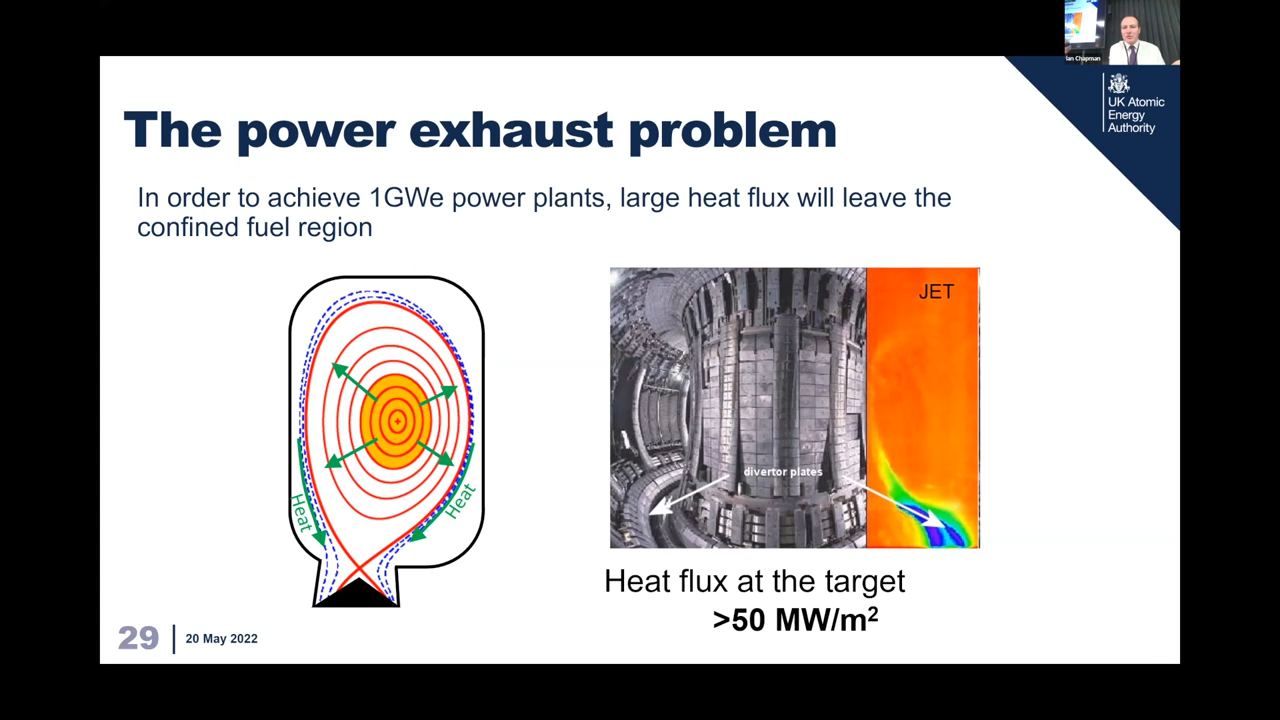 Ian Chapman
UK Atomic
Energy
Authority
The power exhaust problem
In order to achieve 1GWe power plants, large heat flux will leave the
confined fuel region
Heat
Heat
JET
divertor plates
Heat flux at the target
>50 MW/m²
29
20 May 2022